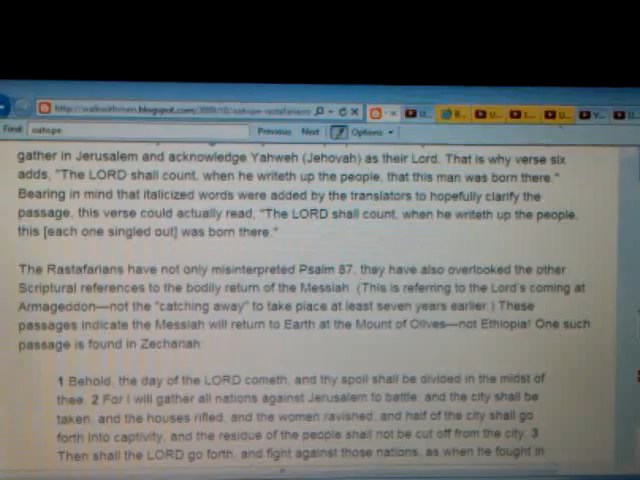 Find: oatope
Previous Next Options
gather in Jerusalem and acknowledge Yahweh (Jehovah) as their Lord. That is why verse six
adds, "The LORD shall count, when he writeth up the people, that this man was born there."
Bearing in mind that italicized words were added by the translators to hopefully clarify the
passage, this verse could actually read, "The LORD shall count, when he writeth up the people,
this [each one singled out] was born there."
The Rastafarians have not only misinterpreted Psalm 87, they have also overlooked the other
Scriptural references to the bodily return of the Messiah. (This is referring to the Lord's coming at
Armageddon—not the "catching away" to take place at least seven years earlier.) These
passages indicate the Messiah will return to Earth at the Mount of Olives—not Ethiopia! One such
passage is found in Zechariah:
1 Behold, the day of the LORD cometh, and thy spoil shall be divided in the midst of
thee. 2 For I will gather all nations against Jerusalem to battle; and the city shall be
taken, and the houses rifled, and the women ravished; and half of the city shall go
forth into captivity, and the residue of the people shall not be cut off from the city. 3
Then shall the LORD go forth, and fight against those nations, as when he fought in